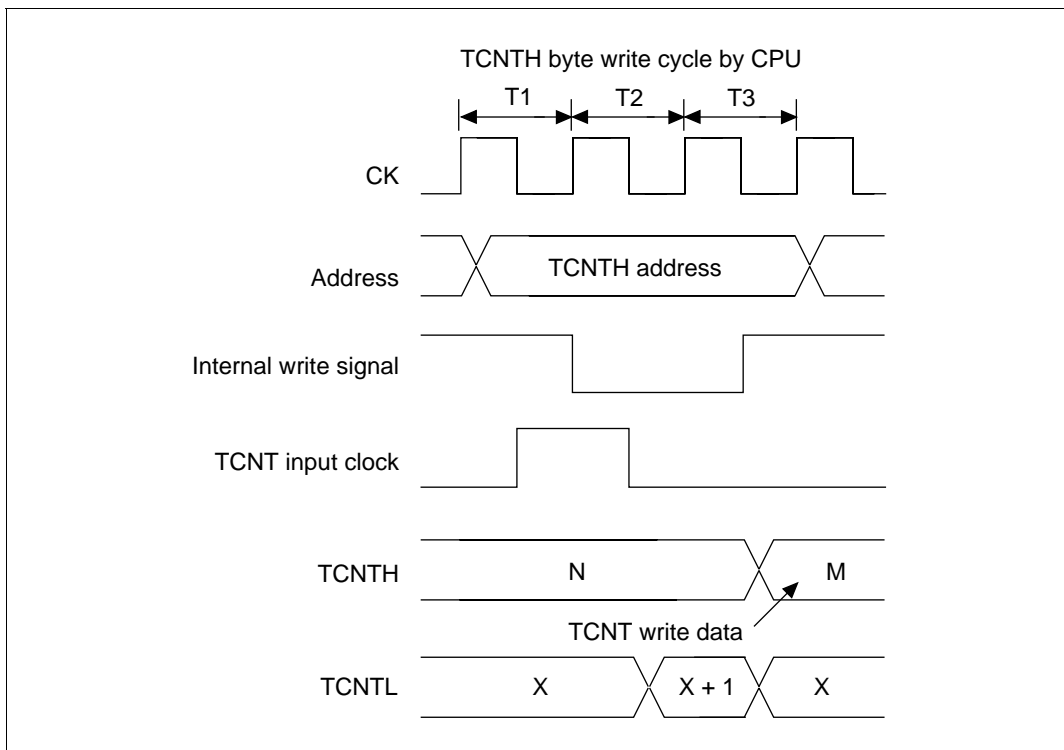 TCNTH byte write cycle by CPU
T1 T2 T3
CK
Address TCNTH address
Internal write signal
TCNT input clock
TCNTH N M
TCNT write data
TCNTL X X + 1 X